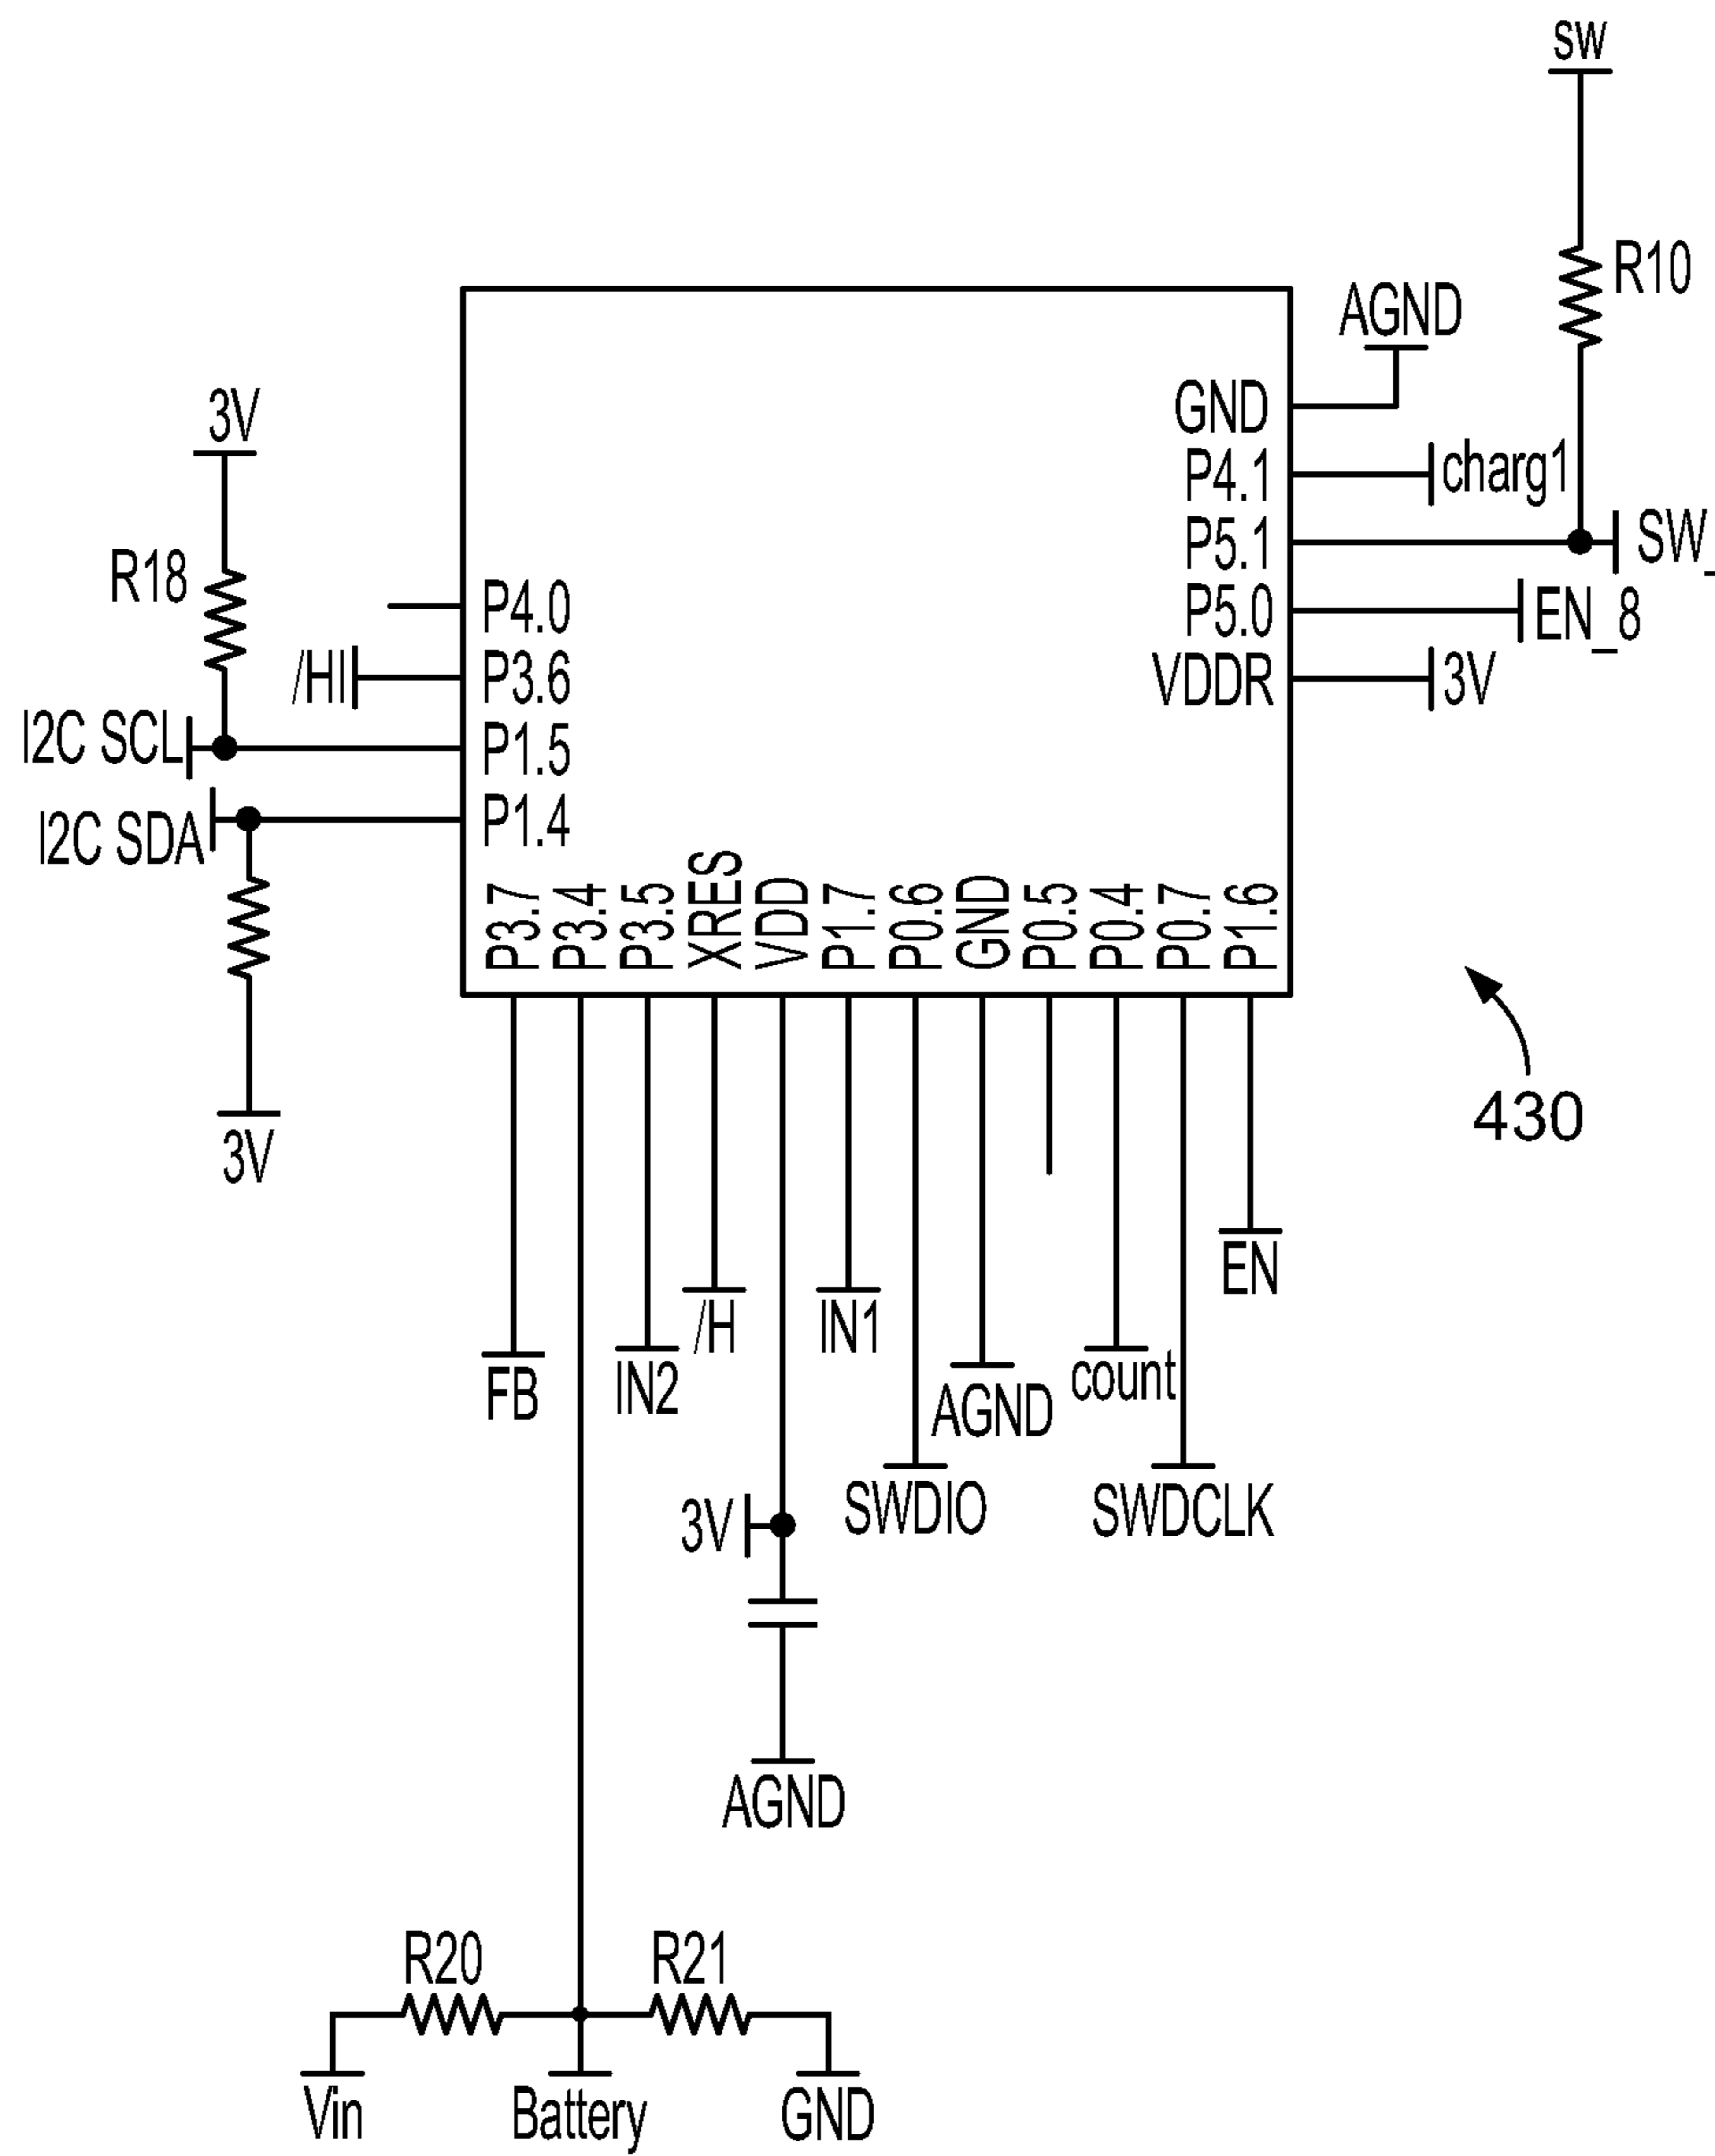 sw
R10
AGND
GND
3V
P4.1
charg1
P5.1
SW_
R18
P4.0
P5.0
EN_8
/HI
P3.6
VDDR
3V
I2C SCL
P1.5
I2C SDA
P1.4
P3.7
P3.4
P3.5
XRES
VDD
P1.7
P0.6
GND
P0.5
P0.4
P0.7
P1.6
430
3V
EN
/H
IN1
FB
IN2
AGND
count
3V
SWDIO
SWDCLK
AGND
R20
R21
Vin
Battery
GND